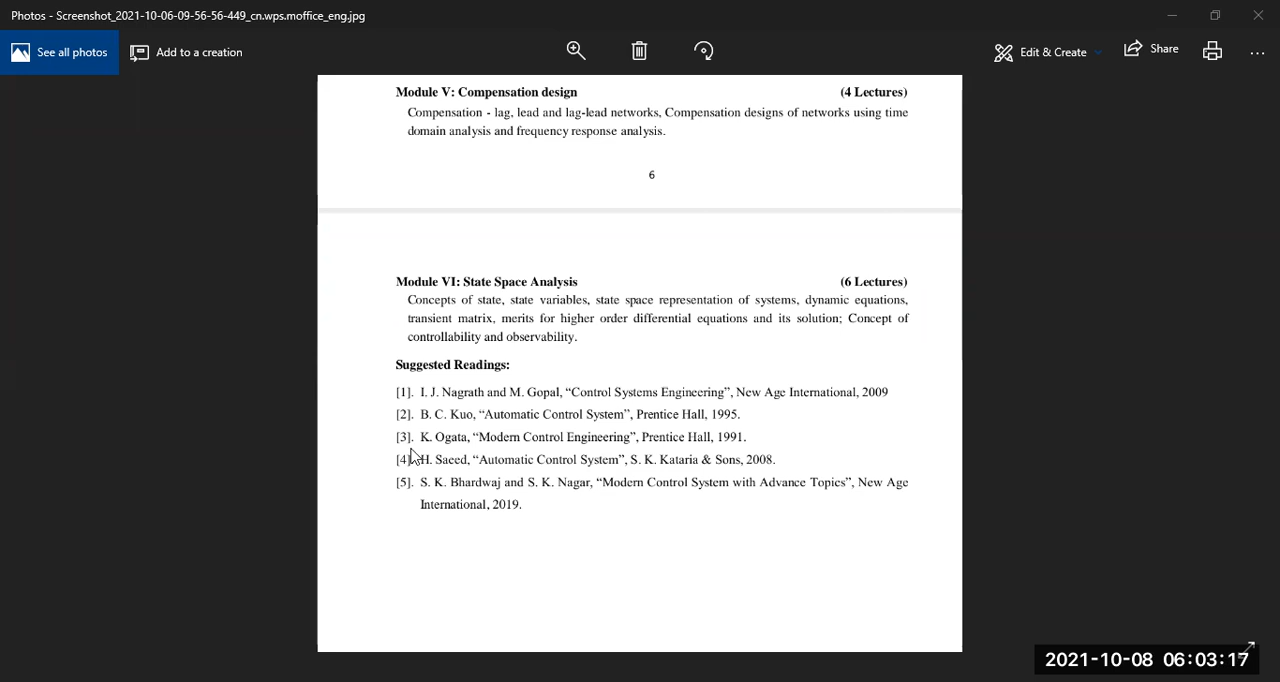 Photos - Screenshot_2021-10-06-09-56-56-449_cn.wps.moffice_eng.jpg
See all photos
Add to a creation
Edit & Create
Share
Module V: Compensation design (4 Lectures)
Compensation - lag, lead and lag-lead networks, Compensation designs of networks using time
domain analysis and frequency response analysis.
6
Module VI: State Space Analysis (6 Lectures)
Concepts of state, state variables, state space representation of systems, dynamic equations,
transient matrix, merits for higher order differential equations and its solution; Concept of
controllability and observability.
Suggested Readings:
[1]. I. J. Nagrath and M. Gopal, “Control Systems Engineering”, New Age International, 2009
[2]. B. C. Kuo, “Automatic Control System”, Prentice Hall, 1995.
[3]. K. Ogata, “Modern Control Engineering”, Prentice Hall, 1991.
[4]. H. Saeed, “Automatic Control System”, S. K. Kataria & Sons, 2008.
[5]. S. K. Bhardwaj and S. K. Nagar, “Modern Control System with Advance Topics”, New Age
International, 2019.
2021-10-08 06:03:17